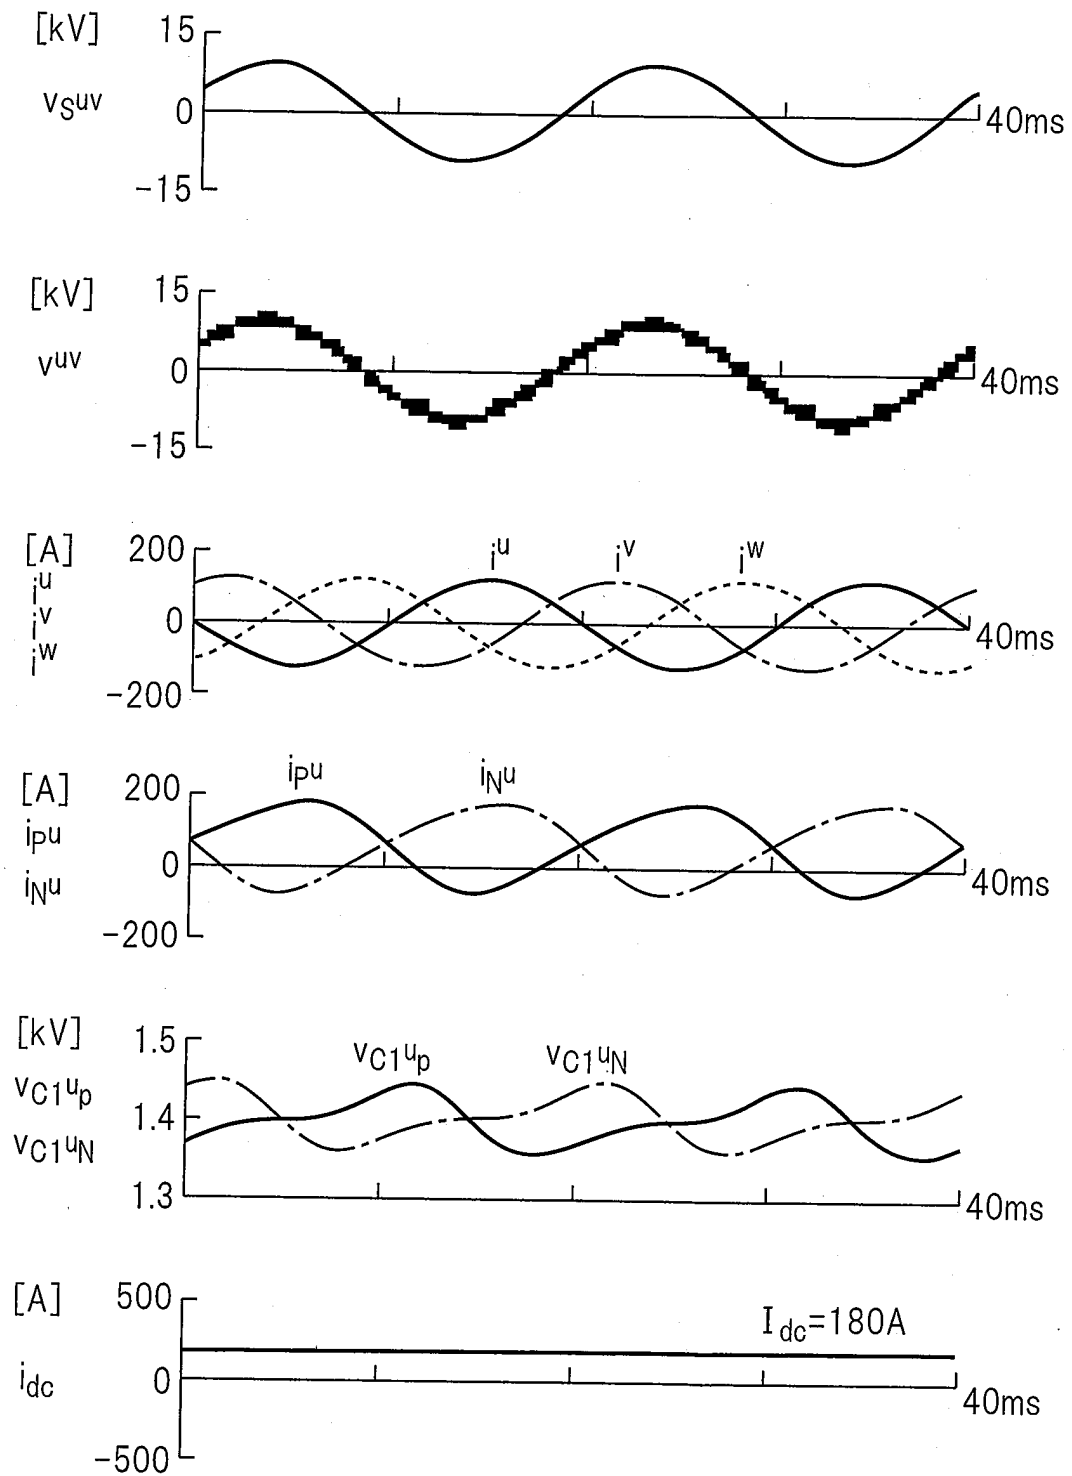 [kV] 15
vSuv 0 40ms
-15
[kV] 15
vuv 0 40ms
-15
[A] 200 iu iv iw
iu
iv 0 40ms
iw
-200
[A] 200 iPu iNu
iPu
iNu 0 40ms
-200
[kV] 1.5 vC1up vC1uN
vC1up
1.4
vC1uN
1.3 40ms
[A] 500 Idc=180A
idc 0 40ms
-500